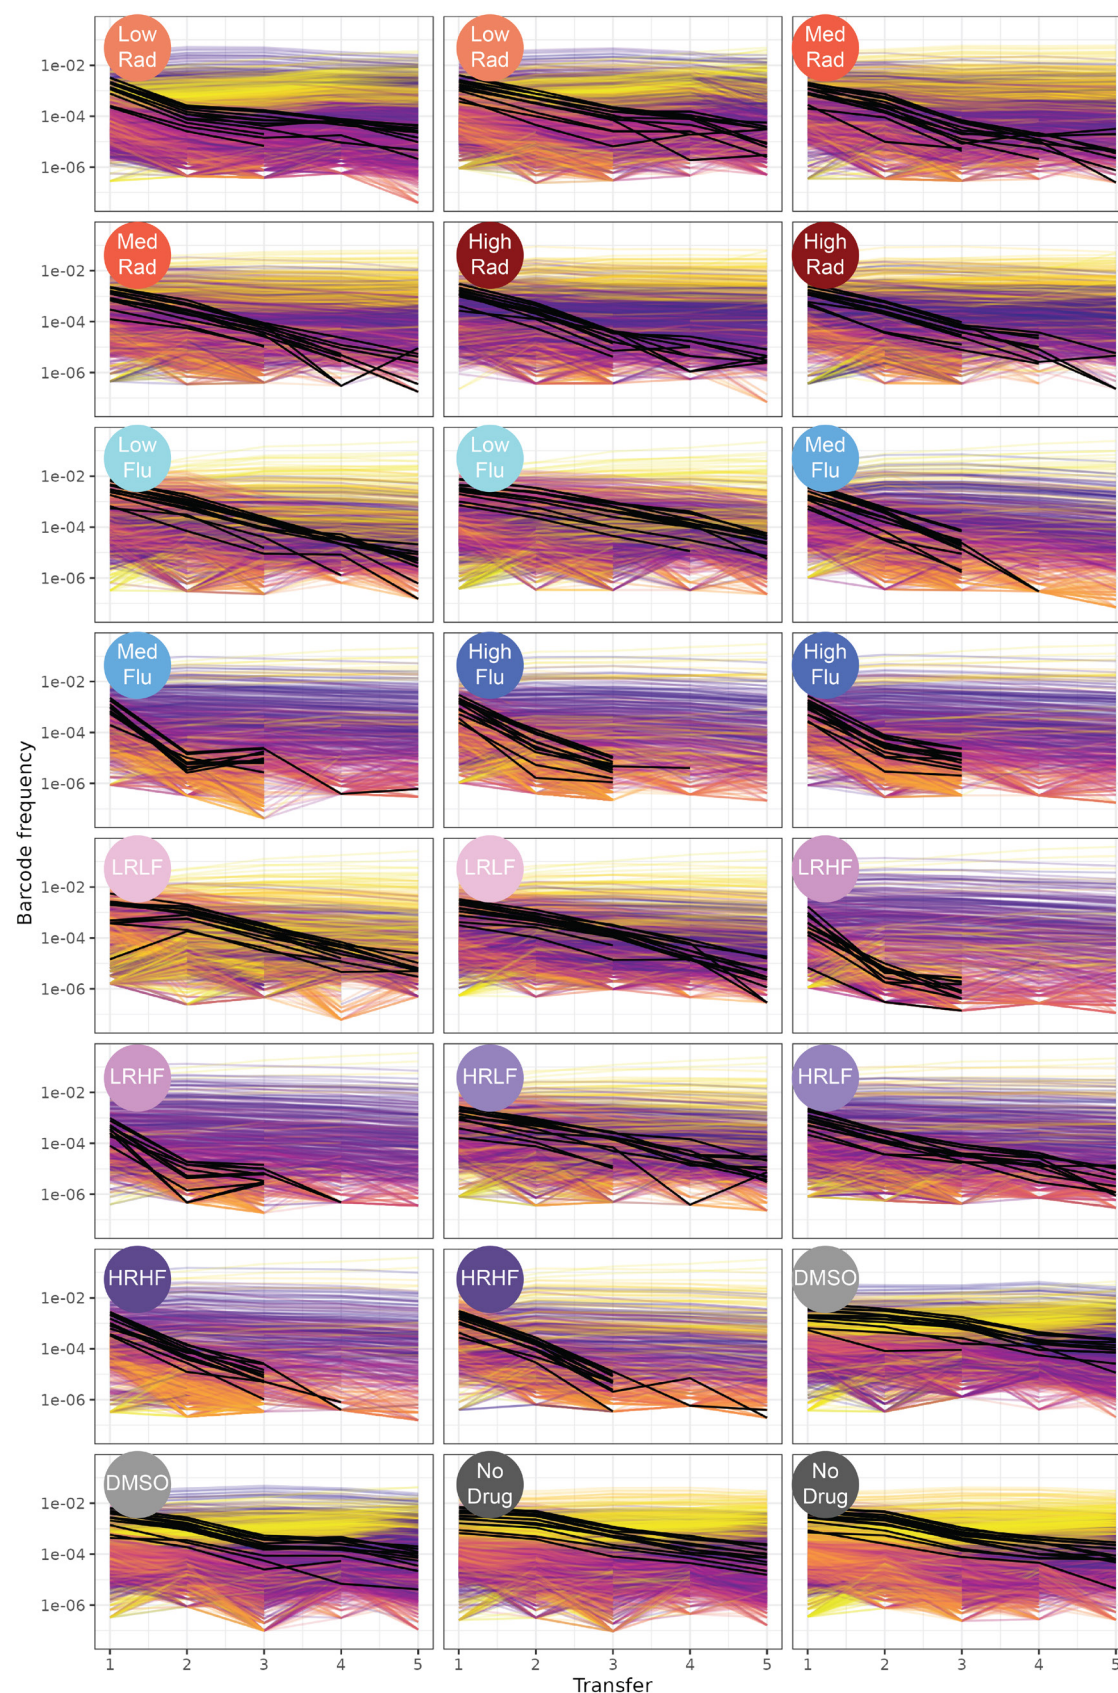 Low Rad
Low Rad
Med Rad
1e-02
1e-04
1e-06
Med Rad
High Rad
High Rad
1e-02
1e-04
1e-06
Low Flu
Low Flu
Med Flu
1e-02
1e-04
1e-06
Med Flu
High Flu
High Flu
1e-02
1e-04
1e-06
Barcode frequency
LRLF
LRLF
LRHF
1e-02
1e-04
1e-06
LRHF
HRLF
HRLF
1e-02
1e-04
1e-06
HRHF
HRHF
DMSO
1e-02
1e-04
1e-06
DMSO
No Drug
No Drug
1e-02
1e-04
1e-06
1 2 3 4 5
1 2 3 4 5
1 2 3 4 5
Transfer